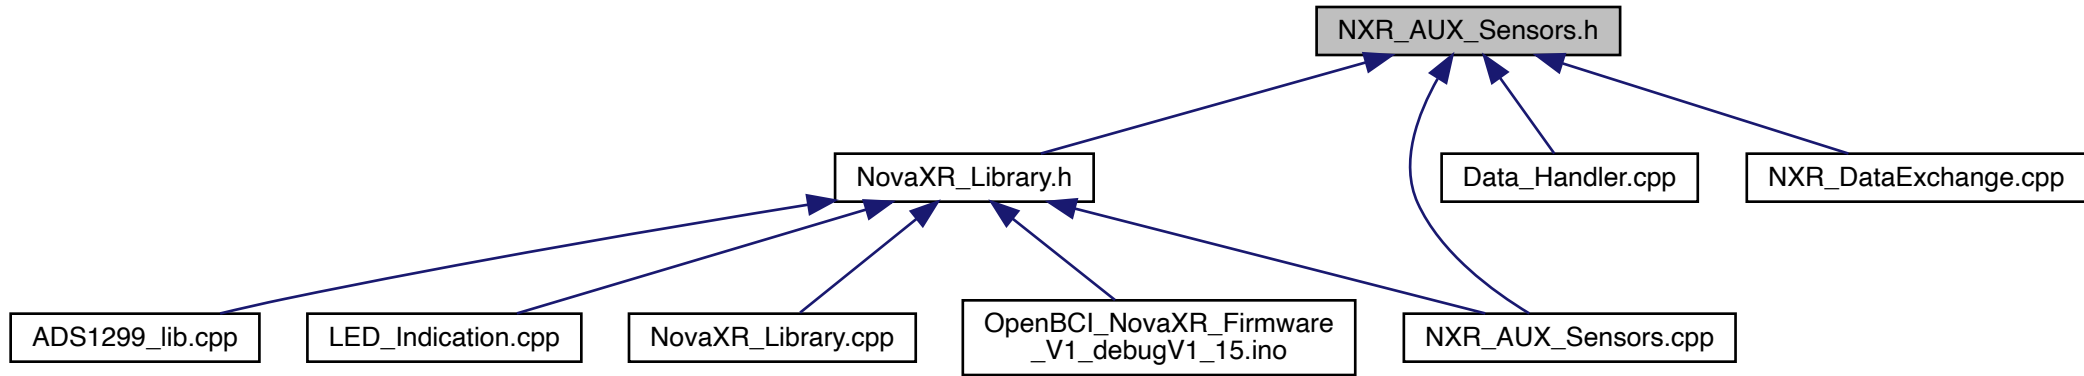 NXR_AUX_Sensors.h
NovaXR_Library.h
Data_Handler.cpp
NXR_DataExchange.cpp
ADS1299_lib.cpp
LED_Indication.cpp
NovaXR_Library.cpp
OpenBCI_NovaXR_Firmware
_V1_debugV1_15.ino
NXR_AUX_Sensors.cpp